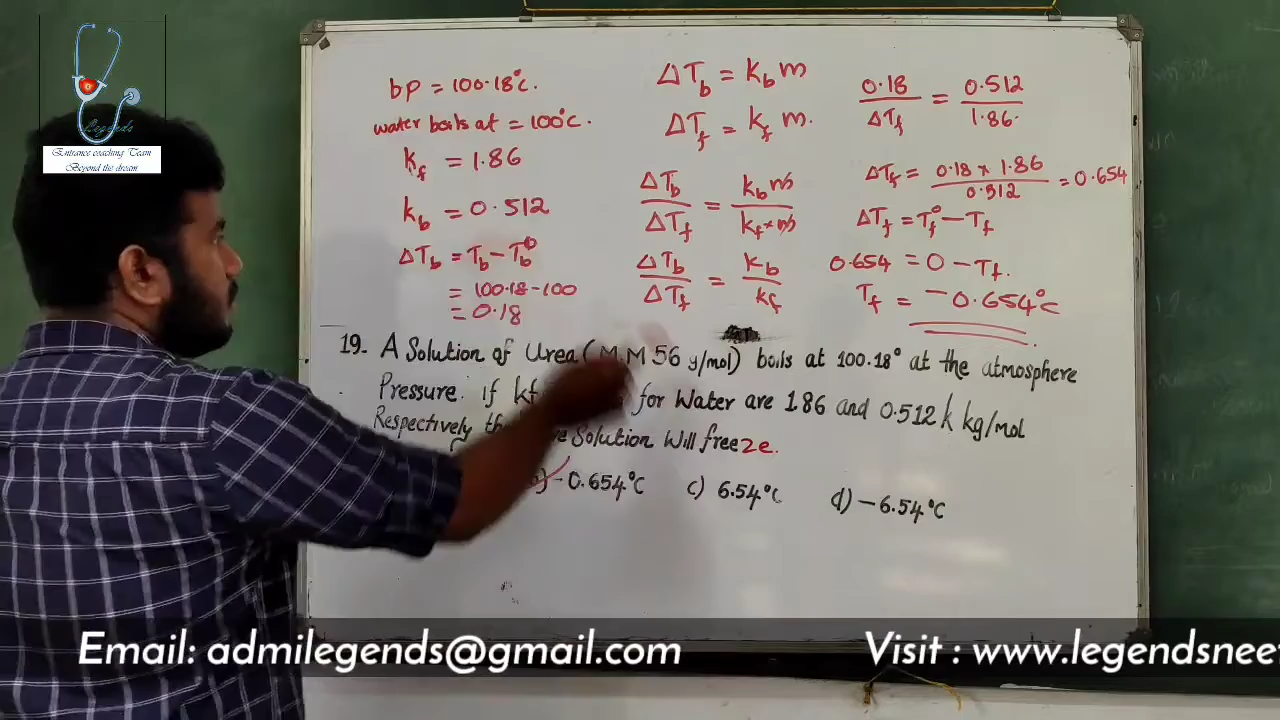 Legends
Entrance coaching Team
Beyond the dream
bp = 100.18°c.
water boils at = 100°c.
kf = 1.86
kb = 0.512
ΔTb = Tb - Tb°
= 100.18-100
= 0.18
ΔTb = kb m
ΔTf = kf m.
ΔTb / ΔTf = kb m / kf × m
ΔTb / ΔTf = kb / kf
0.18 / ΔTf = 0.512 / 1.86.
ΔTf = 0.18 × 1.86 / 0.512 = 0.654
ΔTf = Tf° - Tf
0.654 = 0 - Tf.
Tf = -0.654°c
19. A Solution of Urea (M.M 56 g/mol) boils at 100.18° at the atmosphere
Pressure. if kf for Water are 186 and 0.512 k kg/mol
Respectively the Solution Will freeze.
b) -0.654°C c) 6.54°C d) -6.54°C
Email: admilegends@gmail.com Visit : www.legendsneet